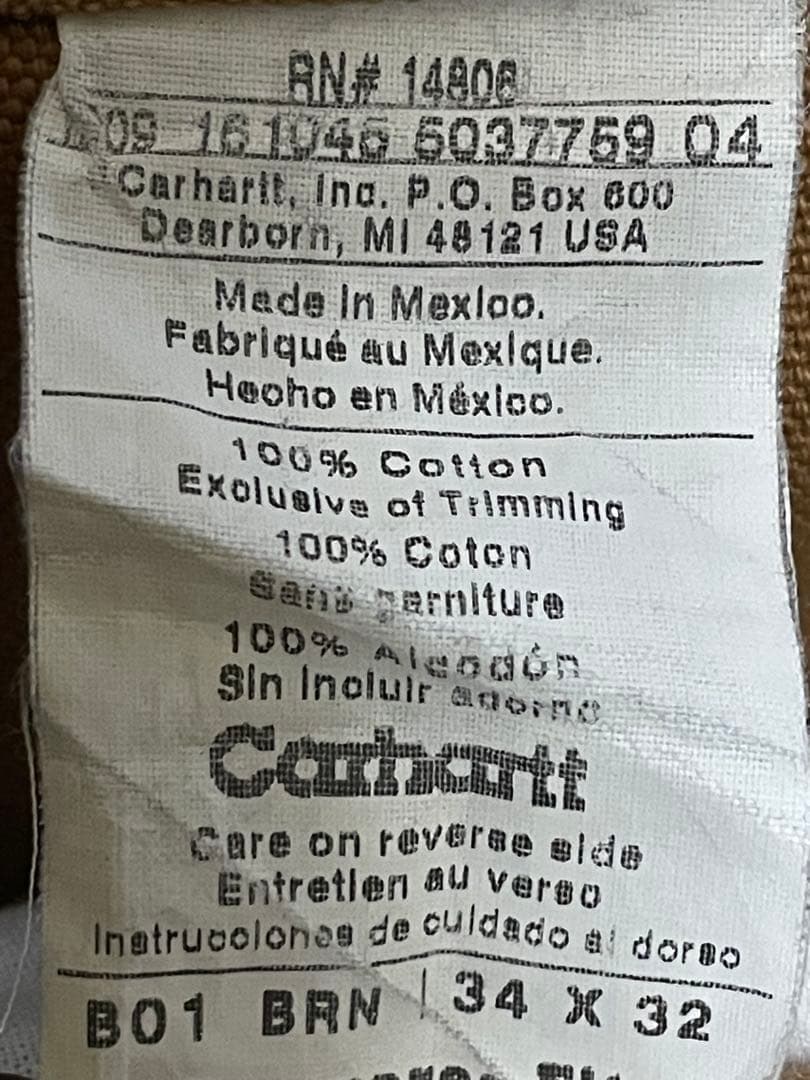 RN# 14806
09 161046 6037759 04
Carhartt, Inc. P.O. Box 600
Dearborn, MI 48121 USA
Made in Mexico.
Fabriqué au Mexique.
Hecho en México.
100% Cotton
Exclusive of Trimming
100% Coton
Sans garniture
100% Algodón
Sin incluir adorno
Carhartt
Care on reverse side
Entretien au verso
Instrucciones de cuidado al dorso
B01 BRN | 34 X 32